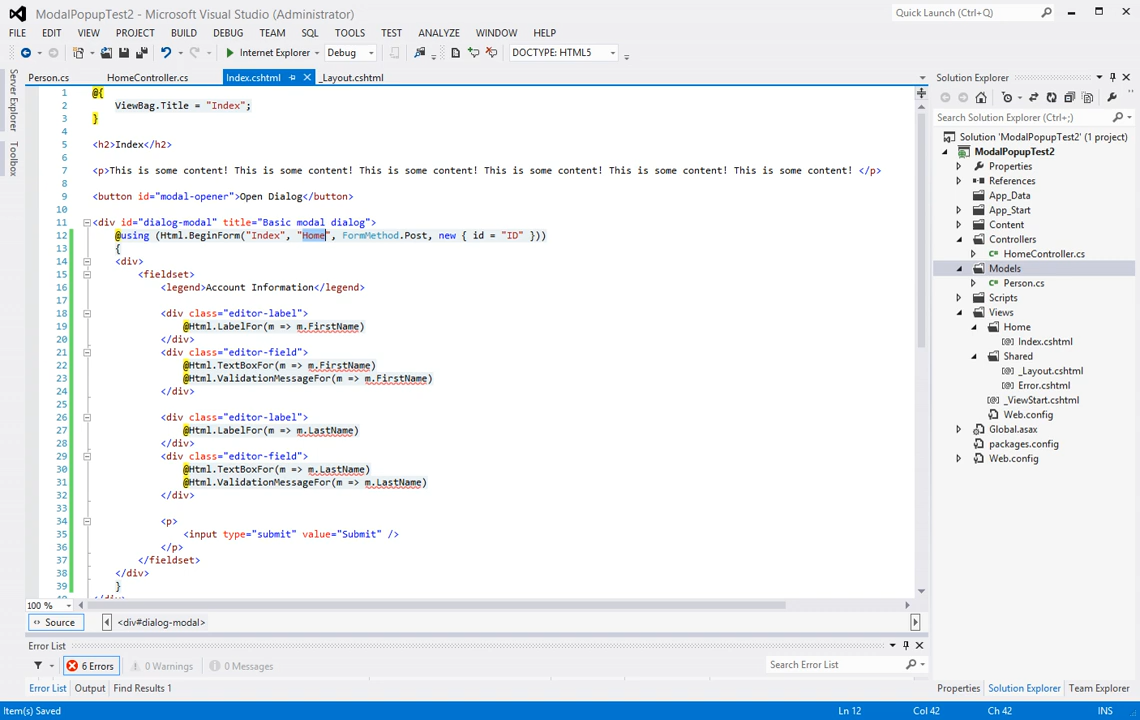 ModalPopupTest2 - Microsoft Visual Studio (Administrator)
Quick Launch (Ctrl+Q)
FILE EDIT VIEW PROJECT BUILD DEBUG TEAM SQL TOOLS TEST ANALYZE WINDOW HELP
Internet Explorer Debug DOCTYPE: HTML5
Server Explorer
Toolbox
Person.cs HomeController.cs Index.cshtml _Layout.cshtml
1 @{
2 ViewBag.Title = "Index";
3 }
4
5 <h2>Index</h2>
6
7 <p>This is some content! This is some content! This is some content! This is some content! This is some content! This is some content! </p>
8
9 <button id="modal-opener">Open Dialog</button>
10
11 <div id="dialog-modal" title="Basic modal dialog">
12 @using (Html.BeginForm("Index", "Home", FormMethod.Post, new { id = "ID" }))
13 {
14 <div>
15 <fieldset>
16 <legend>Account Information</legend>
17
18 <div class="editor-label">
19 @Html.LabelFor(m => m.FirstName)
20 </div>
21 <div class="editor-field">
22 @Html.TextBoxFor(m => m.FirstName)
23 @Html.ValidationMessageFor(m => m.FirstName)
24 </div>
25
26 <div class="editor-label">
27 @Html.LabelFor(m => m.LastName)
28 </div>
29 <div class="editor-field">
30 @Html.TextBoxFor(m => m.LastName)
31 @Html.ValidationMessageFor(m => m.LastName)
32 </div>
33
34 <p>
35 <input type="submit" value="Submit" />
36 </p>
37 </fieldset>
38 </div>
39 }
100 %
Source <div#dialog-modal>
Error List
6 Errors 0 Warnings 0 Messages
Search Error List
Error List Output Find Results 1
Solution Explorer
Search Solution Explorer (Ctrl+;)
Solution 'ModalPopupTest2' (1 project)
ModalPopupTest2
Properties
References
App_Data
App_Start
Content
Controllers
HomeController.cs
Models
Person.cs
Scripts
Views
Home
Index.cshtml
Shared
_Layout.cshtml
Error.cshtml
_ViewStart.cshtml
Web.config
Global.asax
packages.config
Web.config
Properties Solution Explorer Team Explorer
Item(s) Saved Ln 12 Col 42 Ch 42 INS